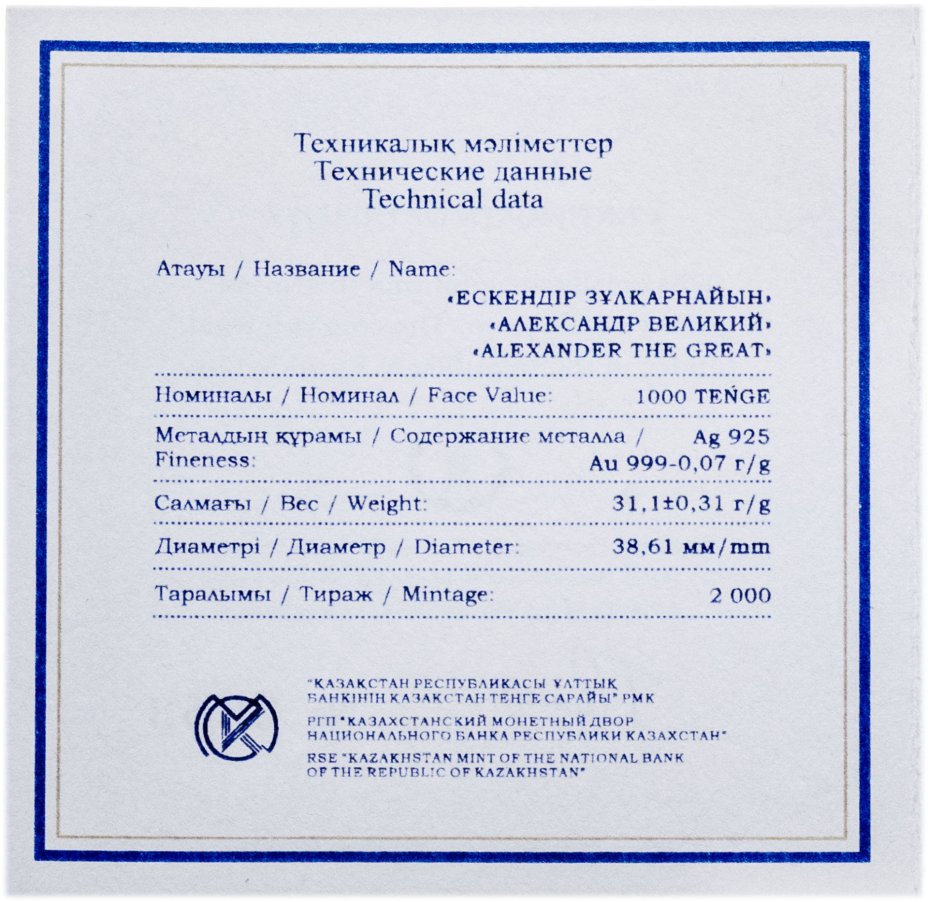 Техникалық мәліметтер
Технические данные
Technical data
Атауы / Название / Name:
«ЕСКЕНДІР ЗҰЛКАРНАЙЫН»
«АЛЕКСАНДР ВЕЛИКИЙ»
«ALEXANDER THE GREAT»
Номиналы / Номинал / Face Value: 1000 TEŃGE
Металдың құрамы / Содержание металла / Ag 925
Fineness: Au 999-0,07 г/g
Салмағы / Вес / Weight: 31,1±0,31 г/g
Диаметрі / Диаметр / Diameter: 38,61 мм/mm
Таралымы / Тираж / Mintage: 2 000
"ҚАЗАҚСТАН РЕСПУБЛИКАСЫ ҰЛТТЫҚ
БАНКІНІҢ ҚАЗАҚСТАН ТЕҢГЕ САРАЙЫ" РМК
РГП "КАЗАХСТАНСКИЙ МОНЕТНЫЙ ДВОР
НАЦИОНАЛЬНОГО БАНКА РЕСПУБЛИКИ КАЗАХСТАН"
RSE "KAZAKHSTAN MINT OF THE NATIONAL BANK
OF THE REPUBLIC OF KAZAKHSTAN"